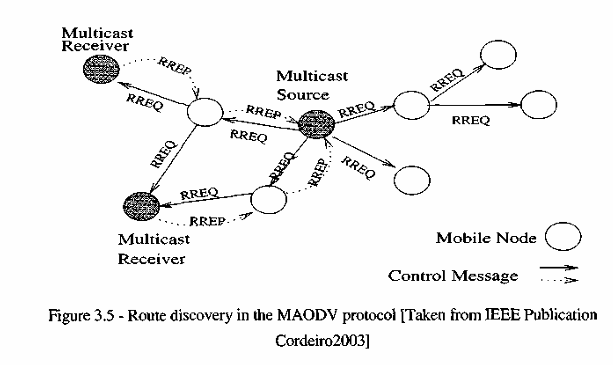 Multicast
Receiver
RREP
RREQ
Multicast
Source
RREP
RREQ
RREQ
RREQ
RREQ
RREQ
RREQ
RREQ
RREP
RREQ
RREP
Multicast
Receiver
Mobile Node
Control Message
Figure 3.5 - Route discovery in the MAODV protocol [Taken from IEEE Publication
Cordeiro2003]